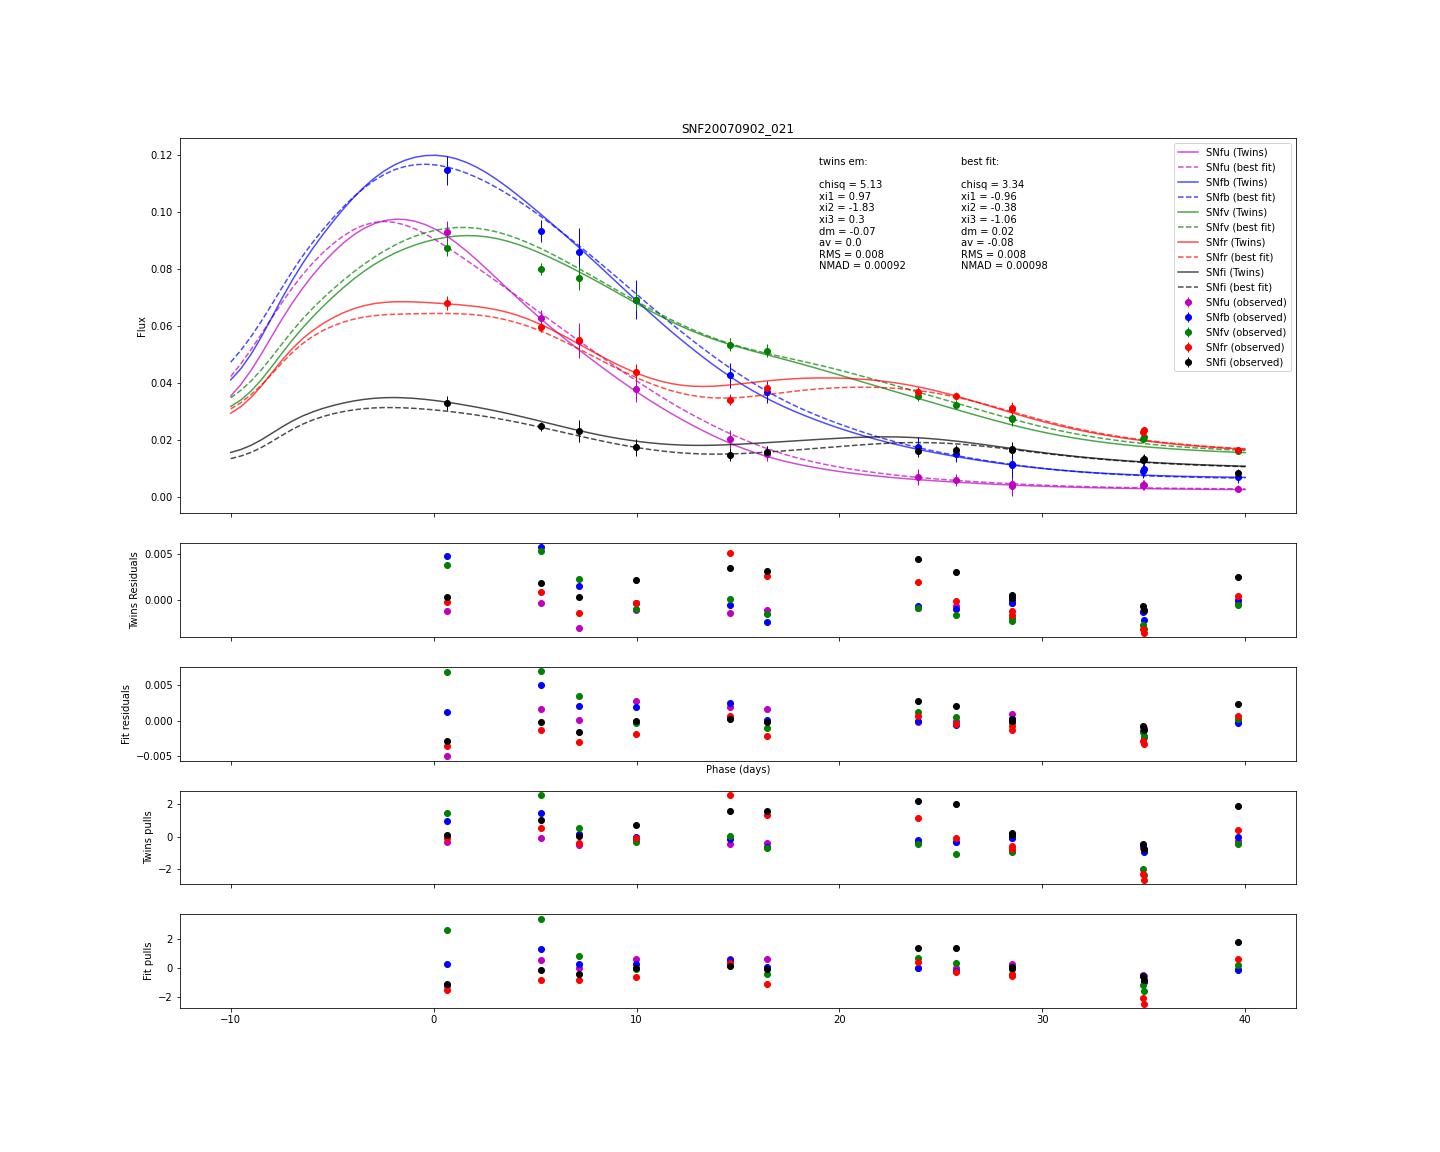 SNF20070902_021
0.12
0.10
0.08
0.06
0.04
0.02
0.00
Flux
twins em:
chisq = 5.13
xi1 = 0.97
xi2 = -1.83
xi3 = 0.3
dm = -0.07
av = 0.0
RMS = 0.008
NMAD = 0.00092
best fit:
chisq = 3.34
xi1 = -0.96
xi2 = -0.38
xi3 = -1.06
dm = 0.02
av = -0.08
RMS = 0.008
NMAD = 0.00098
SNfu (Twins)
SNfu (best fit)
SNfb (Twins)
SNfb (best fit)
SNfv (Twins)
SNfv (best fit)
SNfr (Twins)
SNfr (best fit)
SNfi (Twins)
SNfi (best fit)
SNfu (observed)
SNfb (observed)
SNfv (observed)
SNfr (observed)
SNfi (observed)
0.005
0.000
Twins Residuals
0.005
0.000
−0.005
Fit residuals
Phase (days)
2
0
−2
Twins pulls
2
0
−2
Fit pulls
−10
0
10
20
30
40